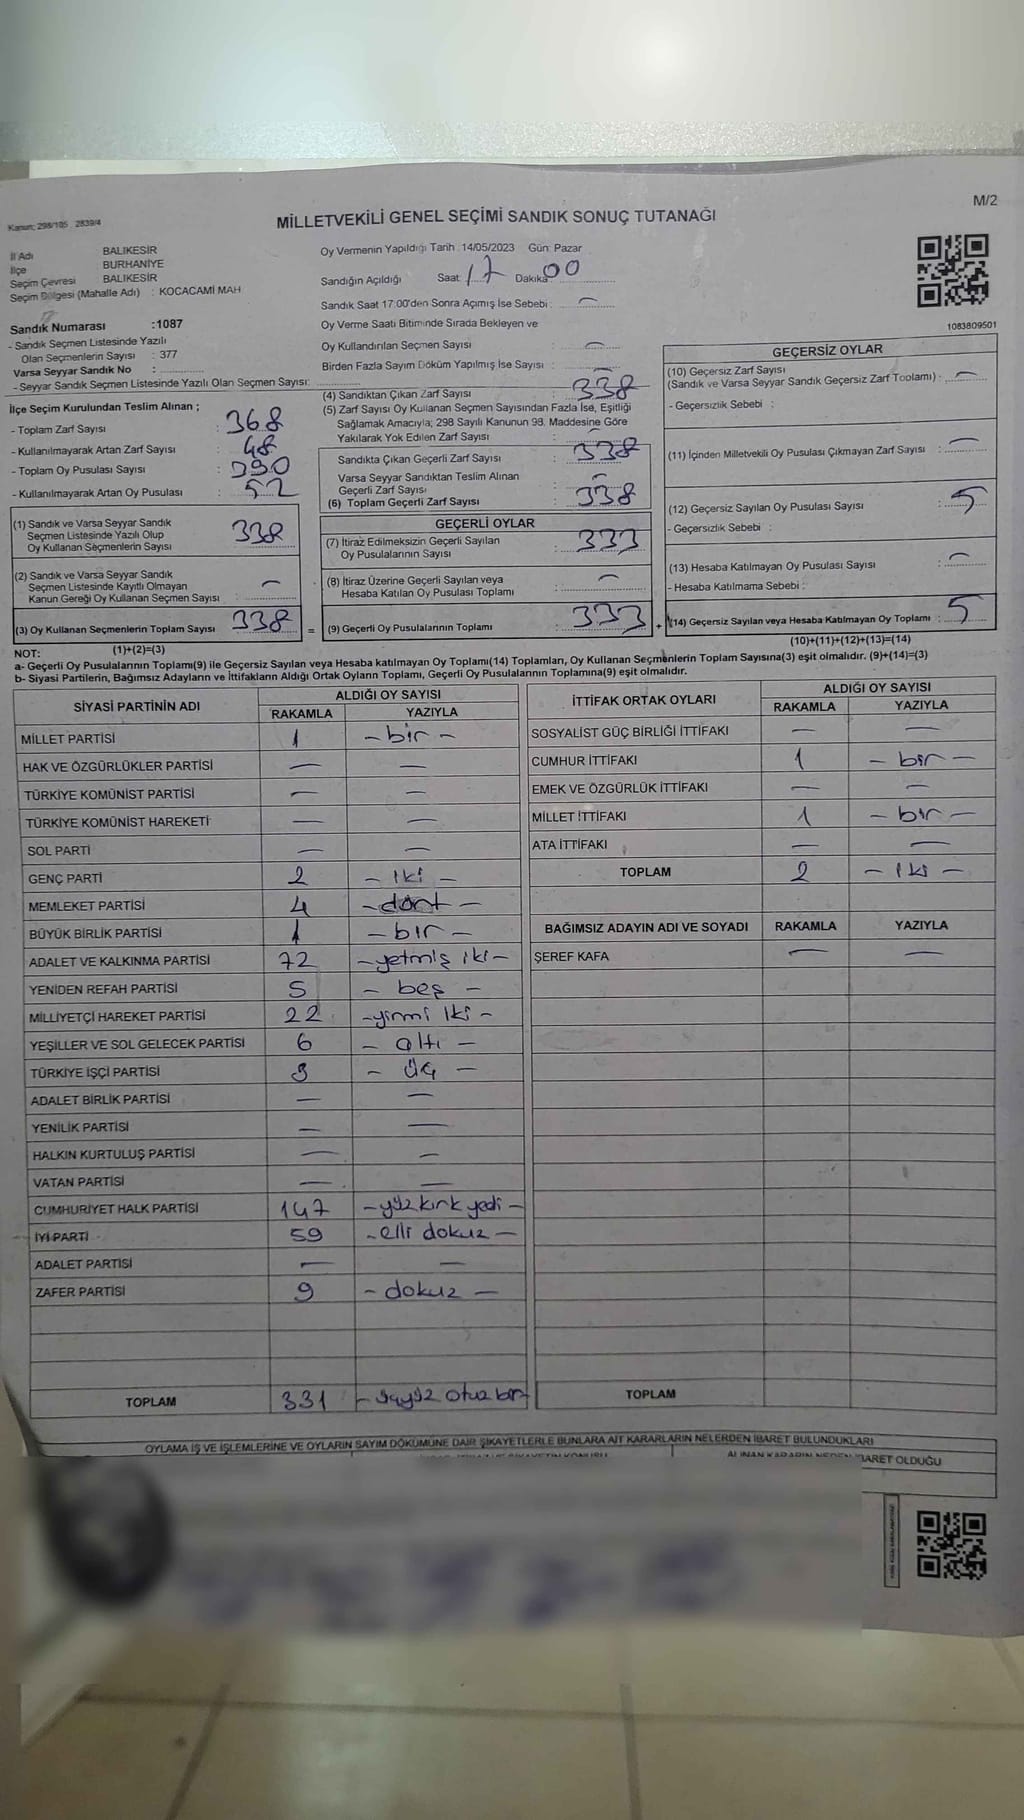 M/2
Kanun; 298/105 2839/4
MİLLETVEKİLİ GENEL SEÇİMİ SANDIK SONUÇ TUTANAĞI
İl Adı BALIKESİR
İlçe BURHANİYE
Seçim Çevresi BALIKESİR
Seçim Bölgesi (Mahalle Adı) : KOCACAMİ MAH
Oy Vermenin Yapıldığı Tarih : 14/05/2023 Gün: Pazar
Sandığın Açıldığı Saat: 17 Dakika: 00
Sandık Saat 17:00'den Sonra Açımış İse Sebebi : —
Oy Verme Saati Bitiminde Sırada Bekleyen ve
Oy Kullandırılan Seçmen Sayısı : —
Birden Fazla Sayım Döküm Yapılmış İse Sayısı : —
1083809501
Sandık Numarası :1087
- Sandık Seçmen Listesinde Yazılı
Olan Seçmenlerin Sayısı : 377
Varsa Seyyar Sandık No :
- Seyyar Sandık Seçmen Listesinde Yazılı Olan Seçmen Sayısı:
İlçe Seçim Kurulundan Teslim Alınan ;
- Toplam Zarf Sayısı : 368
- Kullanılmayarak Artan Zarf Sayısı : 48
- Toplam Oy Pusulası Sayısı : 390
- Kullanılmayarak Artan Oy Pusulası : 52
(1) Sandık ve Varsa Seyyar Sandık
Seçmen Listesinde Yazılı Olup
Oy Kullanan Seçmenlerin Sayısı 338
(2) Sandık ve Varsa Seyyar Sandık
Seçmen Listesinde Kayıtlı Olmayan
Kanun Gereği Oy Kullanan Seçmen Sayısı : —
(3) Oy Kullanan Seçmenlerin Toplam Sayısı 338
(4) Sandıktan Çıkan Zarf Sayısı : 338
(5) Zarf Sayısı Oy Kullanan Seçmen Sayısından Fazla İse, Eşitliği
Sağlamak Amacıyla; 298 Sayılı Kanunun 98. Maddesine Göre
Yakılarak Yok Edilen Zarf Sayısı : —
Sandıkta Çıkan Geçerli Zarf Sayısı : 338
Varsa Seyyar Sandıktan Teslim Alınan
Geçerli Zarf Sayısı : —
(6) Toplam Geçerli Zarf Sayısı : 338
GEÇERLİ OYLAR
(7) İtiraz Edilmeksizin Geçerli Sayılan
Oy Pusulalarının Sayısı : 333
(8) İtiraz Üzerine Geçerli Sayılan veya
Hesaba Katılan Oy Pusulası Toplamı : —
= (9) Geçerli Oy Pusulalarının Toplamı : 333
GEÇERSİZ OYLAR
(10) Geçersiz Zarf Sayısı
(Sandık ve Varsa Seyyar Sandık Geçersiz Zarf Toplamı) : —
- Geçersizlik Sebebi :
(11) İçinden Milletvekili Oy Pusulası Çıkmayan Zarf Sayısı : —
(12) Geçersiz Sayılan Oy Pusulası Sayısı : 5
- Geçersizlik Sebebi :
(13) Hesaba Katılmayan Oy Pusulası Sayısı : —
- Hesaba Katılmama Sebebi :
+ (14) Geçersiz Sayılan veya Hesaba Katılmayan Oy Toplamı : 5
NOT: (1)+(2)=(3)
(10)+(11)+(12)+(13)=(14)
a- Geçerli Oy Pusulalarının Toplamı(9) ile Geçersiz Sayılan veya Hesaba katılmayan Oy Toplamı(14) Toplamları, Oy Kullanan Seçmenlerin Toplam Sayısına(3) eşit olmalıdır. (9)+(14)=(3)
b- Siyasi Partilerin, Bağımsız Adayların ve İttifakların Aldığı Ortak Oyların Toplamı, Geçerli Oy Pusulalarının Toplamına(9) eşit olmalıdır.
SİYASİ PARTİNİN ADI ALDIĞI OY SAYISI
RAKAMLA YAZIYLA
MİLLET PARTİSİ 1 - bir -
HAK VE ÖZGÜRLÜKLER PARTİSİ — —
TÜRKİYE KOMÜNİST PARTİSİ — —
TÜRKİYE KOMÜNİST HAREKETİ — —
SOL PARTİ — —
GENÇ PARTİ 2 - iki -
MEMLEKET PARTİSİ 4 - dört -
BÜYÜK BİRLİK PARTİSİ 1 - bir -
ADALET VE KALKINMA PARTİSİ 72 - yetmiş iki -
YENİDEN REFAH PARTİSİ 5 - beş -
MİLLİYETÇİ HAREKET PARTİSİ 22 - yirmi iki -
YEŞİLLER VE SOL GELECEK PARTİSİ 6 - altı -
TÜRKİYE İŞÇİ PARTİSİ 3 - üç -
ADALET BİRLİK PARTİSİ — —
YENİLİK PARTİSİ — —
HALKIN KURTULUŞ PARTİSİ — —
VATAN PARTİSİ — —
CUMHURİYET HALK PARTİSİ 147 - yüz kırk yedi -
İYİ PARTİ 59 - elli dokuz -
ADALET PARTİSİ — —
ZAFER PARTİSİ 9 - dokuz -
TOPLAM 331 - üçyüz otuz bir -
İTTİFAK ORTAK OYLARI ALDIĞI OY SAYISI
RAKAMLA YAZIYLA
SOSYALİST GÜÇ BİRLİĞİ İTTİFAKI — —
CUMHUR İTTİFAKI 1 - bir -
EMEK VE ÖZGÜRLÜK İTTİFAKI — —
MİLLET İTTİFAKI 1 - bir -
ATA İTTİFAKI — —
TOPLAM 2 - iki -
BAĞIMSIZ ADAYIN ADI VE SOYADI RAKAMLA YAZIYLA
ŞEREF KAFA — —
TOPLAM
OYLAMA İŞ VE İŞLEMLERİNE VE OYLARIN SAYIM DÖKÜMÜNE DAİR ŞİKAYETLERLE BUNLARA AİT KARARLARIN NELERDEN İBARET BULUNDUKLARI
ALINAN KARARIN NEDEN İBARET OLDUĞU